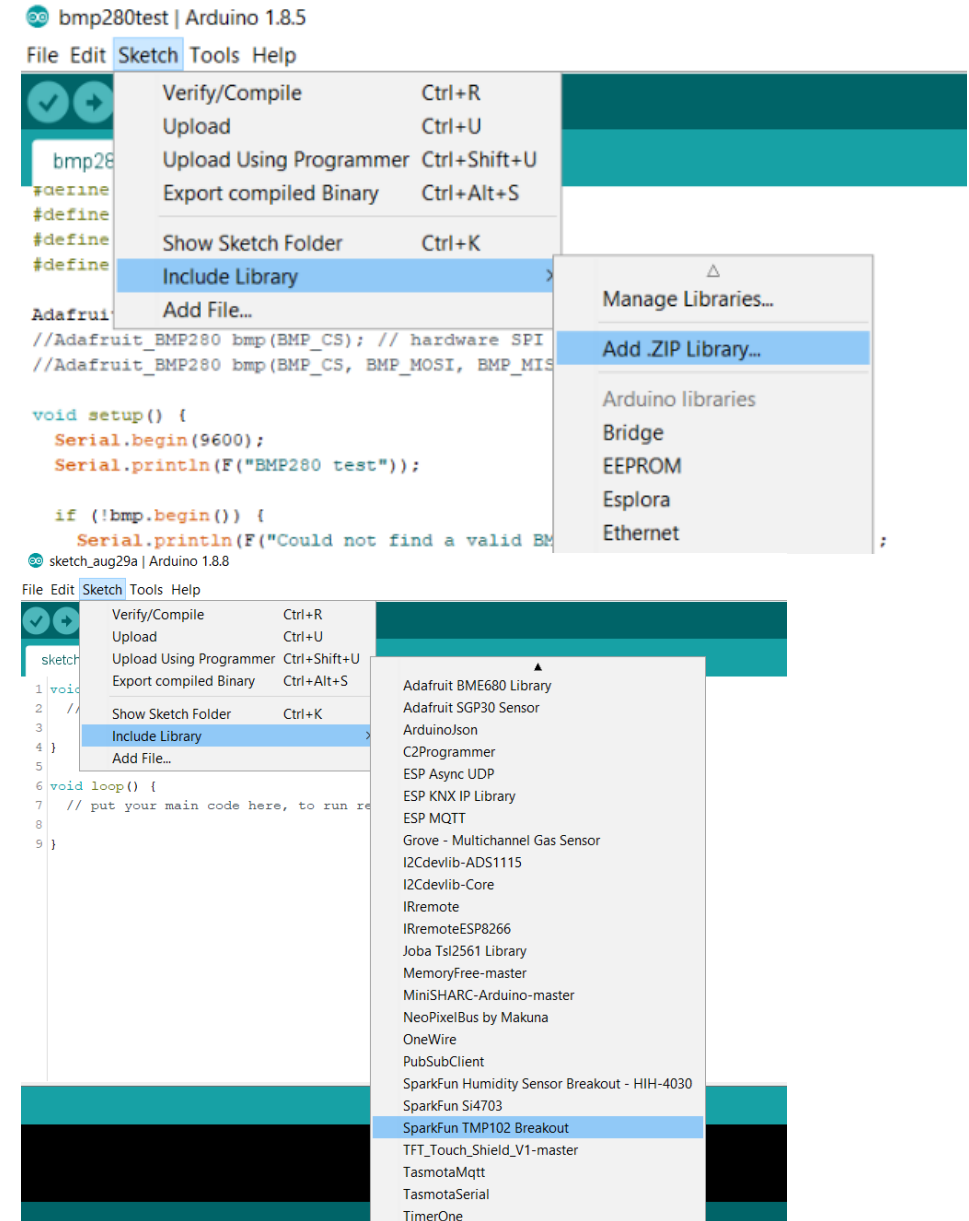 bmp280test | Arduino 1.8.5
File Edit Sketch Tools Help
Verify/Compile Ctrl+R
Upload Ctrl+U
Upload Using Programmer Ctrl+Shift+U
Export compiled Binary Ctrl+Alt+S
Show Sketch Folder Ctrl+K
Include Library >
Add File...
Manage Libraries...
Add .ZIP Library...
Arduino libraries
Bridge
EEPROM
Esplora
Ethernet
bmp28
#define
#define
#define
#define
Adafrui
//Adafruit_BMP280 bmp(BMP_CS); // hardware SPI
//Adafruit_BMP280 bmp(BMP_CS, BMP_MOSI, BMP_MIS
void setup() {
Serial.begin(9600);
Serial.println(F("BMP280 test"));
if (!bmp.begin()) {
Serial.println(F("Could not find a valid BM ;
sketch_aug29a | Arduino 1.8.8
File Edit Sketch Tools Help
Verify/Compile Ctrl+R
Upload Ctrl+U
Upload Using Programmer Ctrl+Shift+U
Export compiled Binary Ctrl+Alt+S
Show Sketch Folder Ctrl+K
Include Library >
Add File...
sketch
1 void
2 //
3
4 }
5
6 void loop() {
7 // put your main code here, to run re
8
9 }
Adafruit BME680 Library
Adafruit SGP30 Sensor
ArduinoJson
C2Programmer
ESP Async UDP
ESP KNX IP Library
ESP MQTT
Grove - Multichannel Gas Sensor
I2Cdevlib-ADS1115
I2Cdevlib-Core
IRremote
IRremoteESP8266
Joba Tsl2561 Library
MemoryFree-master
MiniSHARC-Arduino-master
NeoPixelBus by Makuna
OneWire
PubSubClient
SparkFun Humidity Sensor Breakout - HIH-4030
SparkFun Si4703
SparkFun TMP102 Breakout
TFT_Touch_Shield_V1-master
TasmotaMqtt
TasmotaSerial
TimerOne